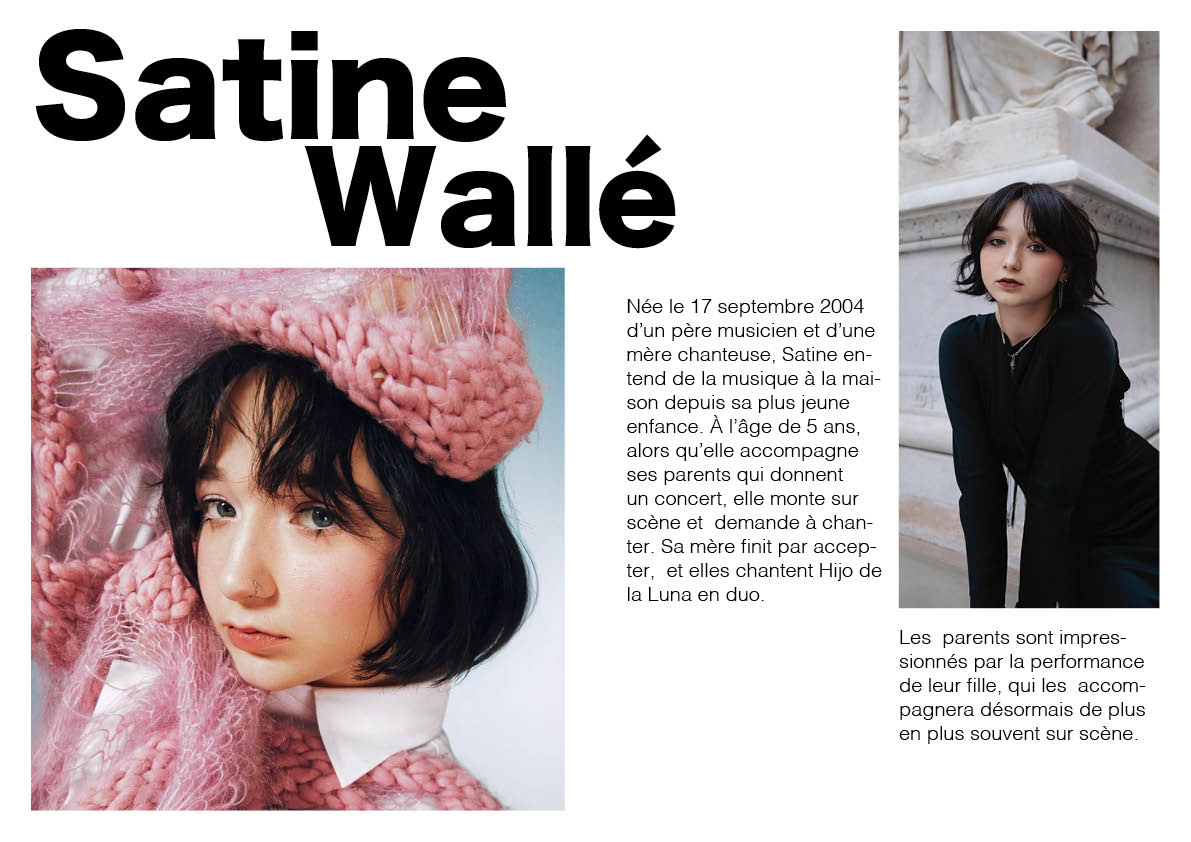 Satine
Wallé
Née le 17 septembre 2004
d’un père musicien et d’une
mère chanteuse, Satine en-
tend de la musique à la mai-
son depuis sa plus jeune
enfance. À l’âge de 5 ans,
alors qu’elle accompagne
ses parents qui donnent
un concert, elle monte sur
scène et  demande à chan-
ter. Sa mère finit par accep-
ter,  et elles chantent Hijo de
la Luna en duo.
Les  parents sont impres-
sionnés par la performance
de leur fille, qui les  accom-
pagnera désormais de plus
en plus souvent sur scène.